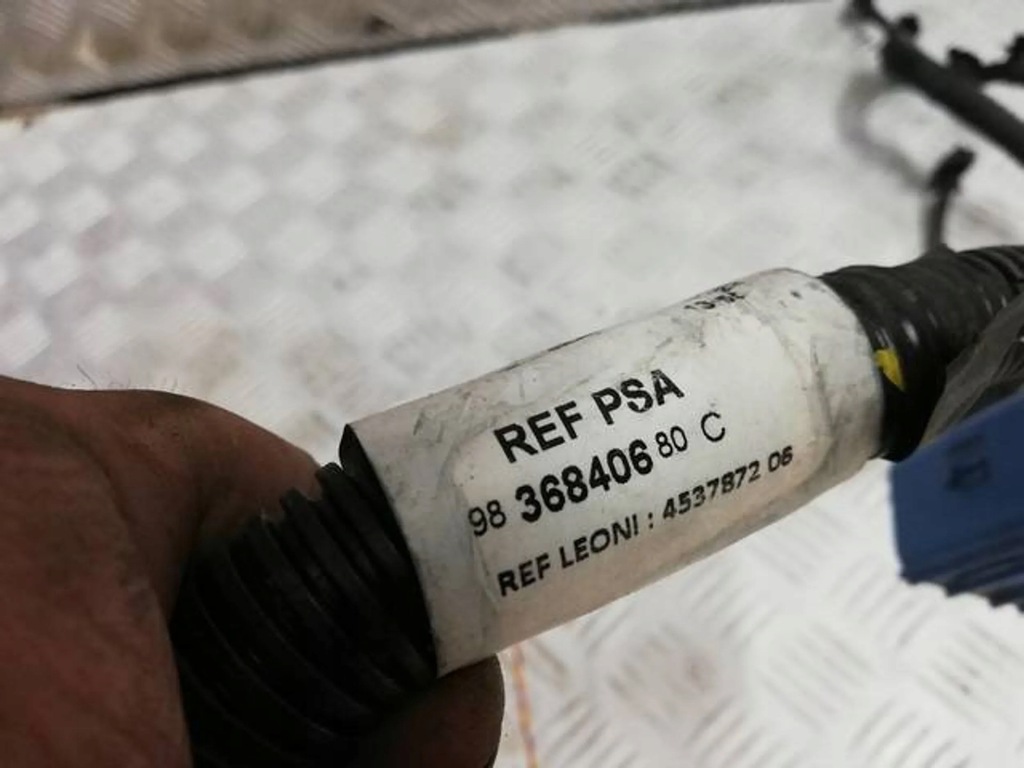 REF PSA
98 368406 80 C
REF LEONI : 4537872 06